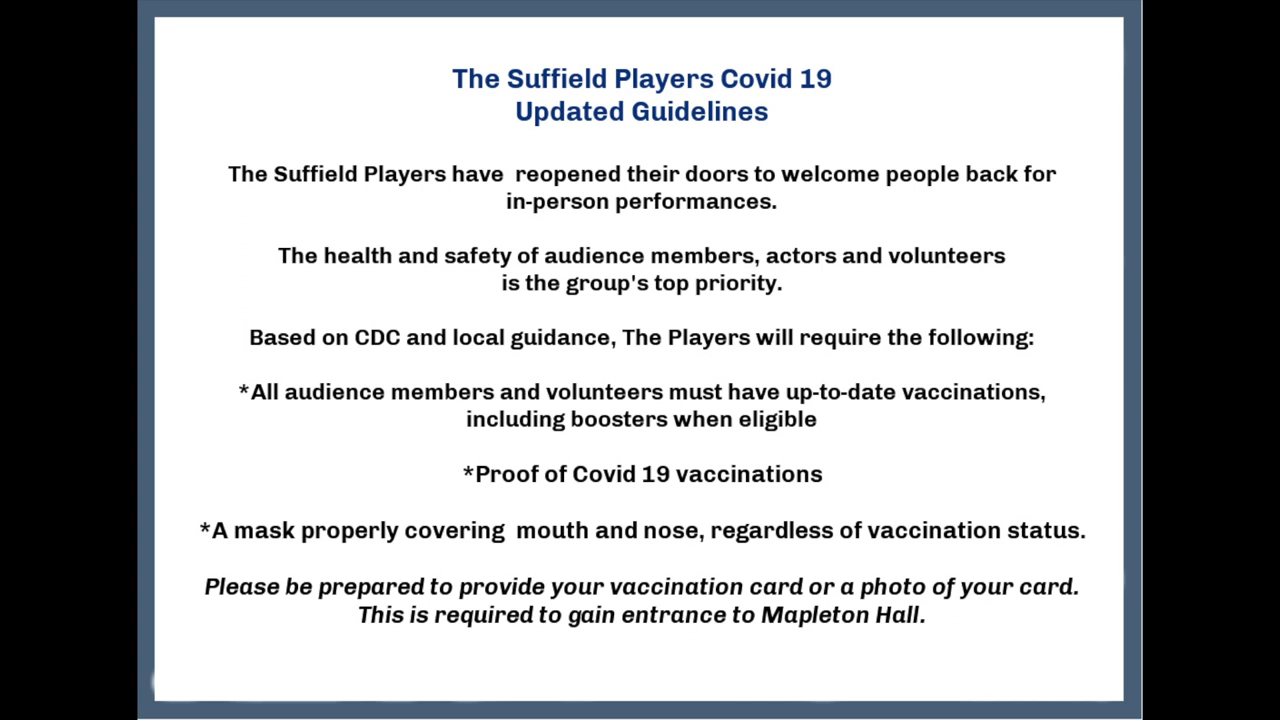 The Suffield Players Covid 19
Updated Guidelines
The Suffield Players have  reopened their doors to welcome people back for
in-person performances.
The health and safety of audience members, actors and volunteers
is the group's top priority.
Based on CDC and local guidance, The Players will require the following:
*All audience members and volunteers must have up-to-date vaccinations,
including boosters when eligible
*Proof of Covid 19 vaccinations
*A mask properly covering  mouth and nose, regardless of vaccination status.
Please be prepared to provide your vaccination card or a photo of your card.
This is required to gain entrance to Mapleton Hall.